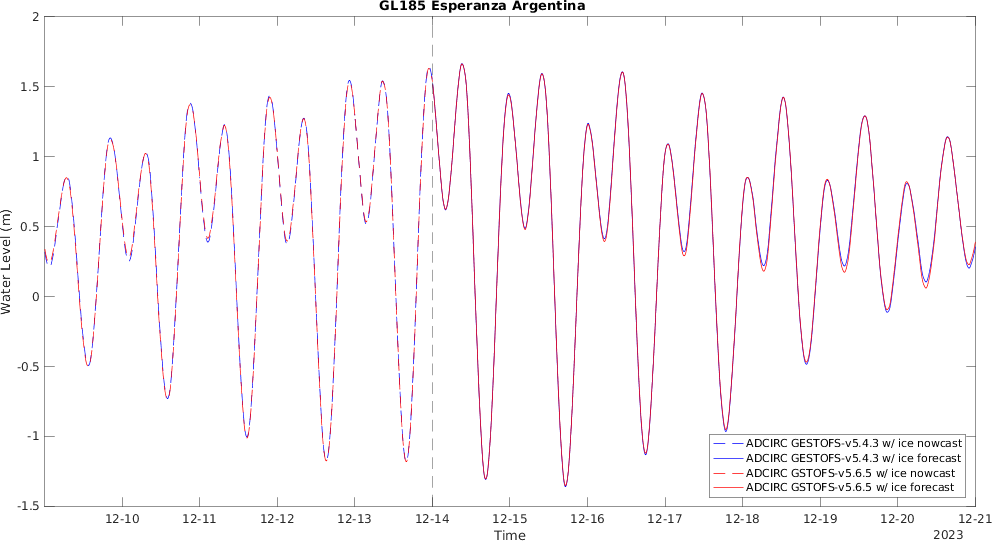 GL185 Esperanza Argentina
2
1.5
1
0.5
0
-0.5
-1
-1.5
Water Level (m)
ADCIRC GESTOFS-v5.4.3 w/ ice nowcast
ADCIRC GESTOFS-v5.4.3 w/ ice forecast
ADCIRC GSTOFS-v5.6.5 w/ ice nowcast
ADCIRC GSTOFS-v5.6.5 w/ ice forecast
12-10 12-11 12-12 12-13 12-14 12-15 12-16 12-17 12-18 12-19 12-20 12-21
Time
2023